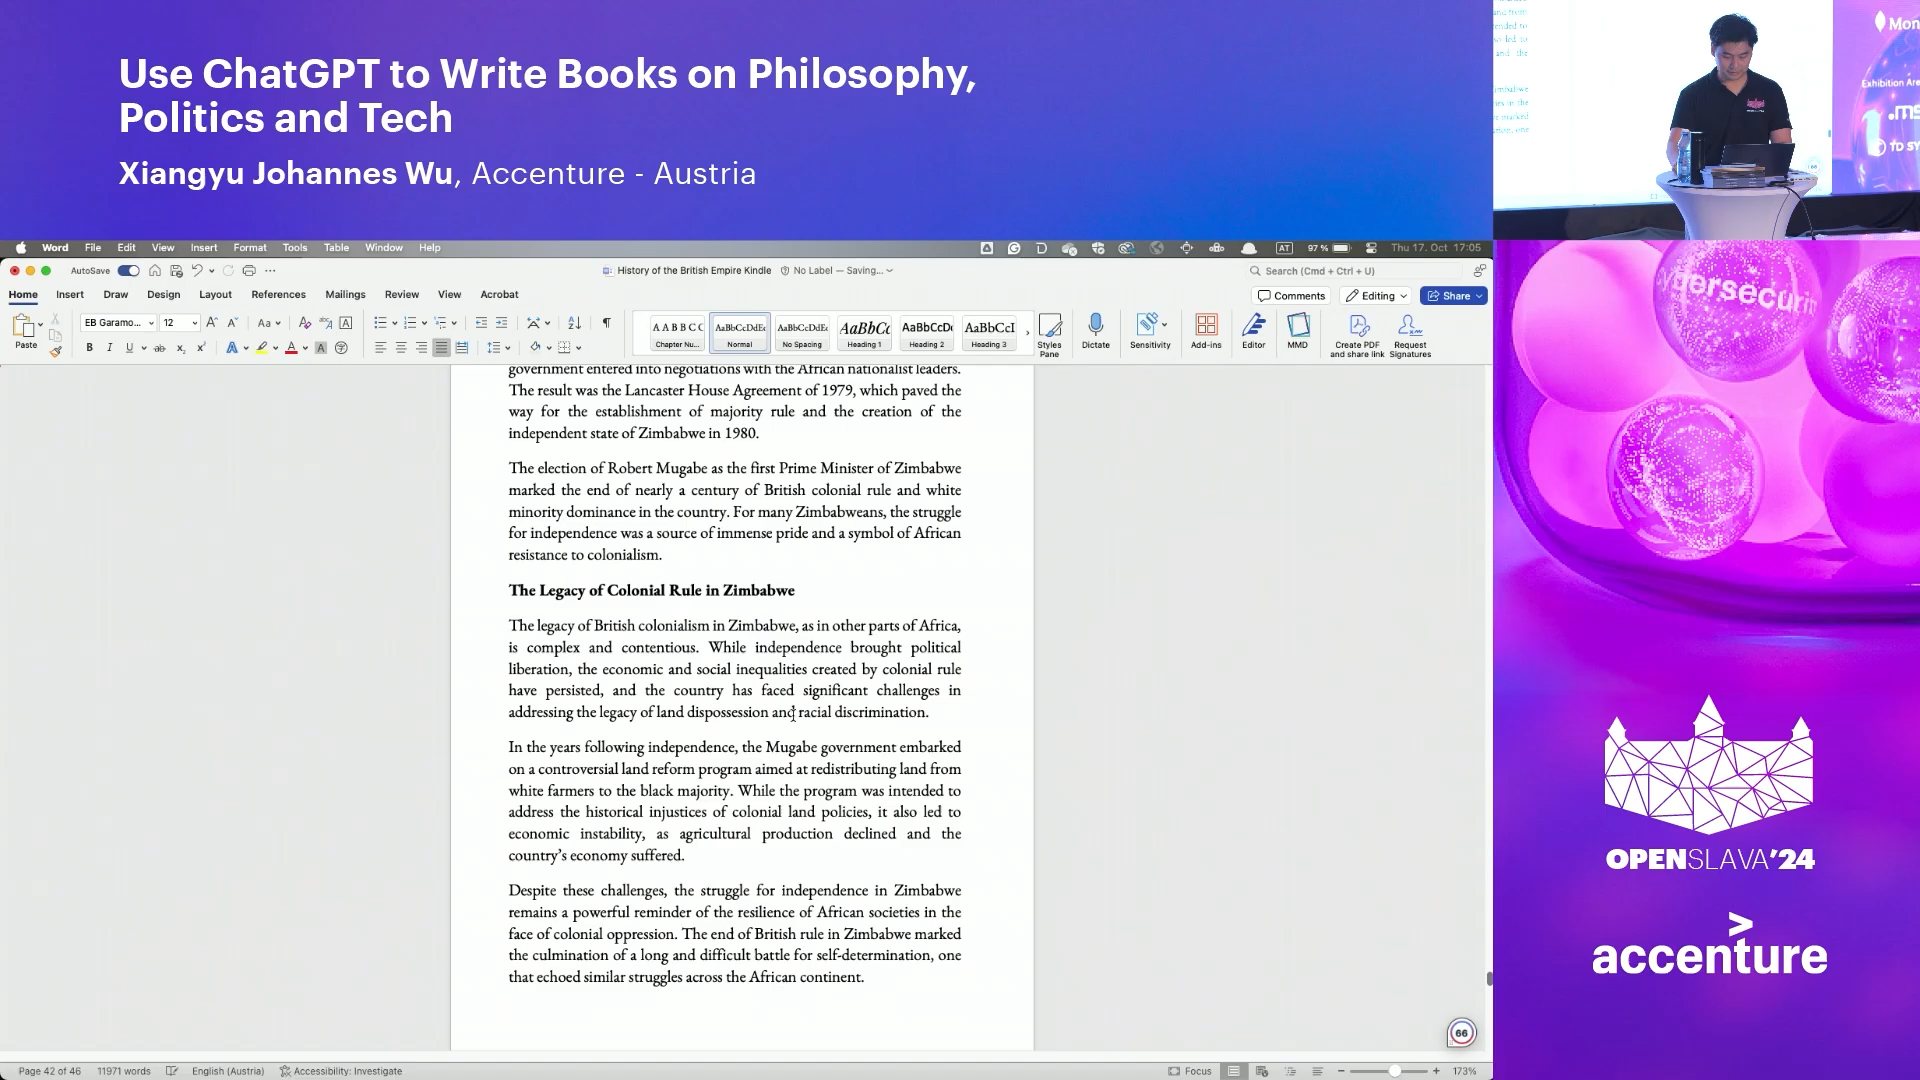 Use ChatGPT to Write Books on Philosophy,
Politics and Tech
Xiangyu Johannes Wu, Accenture - Austria
Word File Edit View Insert Format Tools Table Window Help
AT 97 % Thu 17. Oct 17:05
AutoSave
History of the British Empire Kindle No Label — Saving...
Search (Cmd + Ctrl + U)
Home Insert Draw Design Layout References Mailings Review View Acrobat
Comments Editing Share
Paste
EB Garamo... 12
Chapter Nu... Normal No Spacing Heading 1 Heading 2 Heading 3
Styles Pane Dictate Sensitivity Add-ins Editor MMD Create PDF and share link Request Signatures
government entered into negotiations with the African nationalist leaders.
The result was the Lancaster House Agreement of 1979, which paved the
way for the establishment of majority rule and the creation of the
independent state of Zimbabwe in 1980.
The election of Robert Mugabe as the first Prime Minister of Zimbabwe
marked the end of nearly a century of British colonial rule and white
minority dominance in the country. For many Zimbabweans, the struggle
for independence was a source of immense pride and a symbol of African
resistance to colonialism.
The Legacy of Colonial Rule in Zimbabwe
The legacy of British colonialism in Zimbabwe, as in other parts of Africa,
is complex and contentious. While independence brought political
liberation, the economic and social inequalities created by colonial rule
have persisted, and the country has faced significant challenges in
addressing the legacy of land dispossession and racial discrimination.
In the years following independence, the Mugabe government embarked
on a controversial land reform program aimed at redistributing land from
white farmers to the black majority. While the program was intended to
address the historical injustices of colonial land policies, it also led to
economic instability, as agricultural production declined and the
country's economy suffered.
Despite these challenges, the struggle for independence in Zimbabwe
remains a powerful reminder of the resilience of African societies in the
face of colonial oppression. The end of British rule in Zimbabwe marked
the culmination of a long and difficult battle for self-determination, one
that echoed similar struggles across the African continent.
66
Page 42 of 46 11971 words English (Austria) Accessibility: Investigate
Focus 173%
Mon
Exhibition Are
.ms
TD SY
cybersecurity
OPENSLAVA'24
accenture